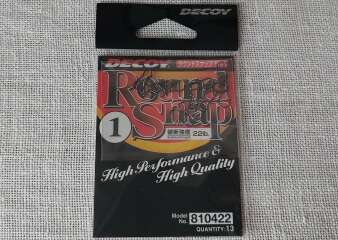 DECOY
DECOY
Round
Snap
1
22lb.
High Performance &
High Quality
Model
No. 810422
QUANTITY: 13